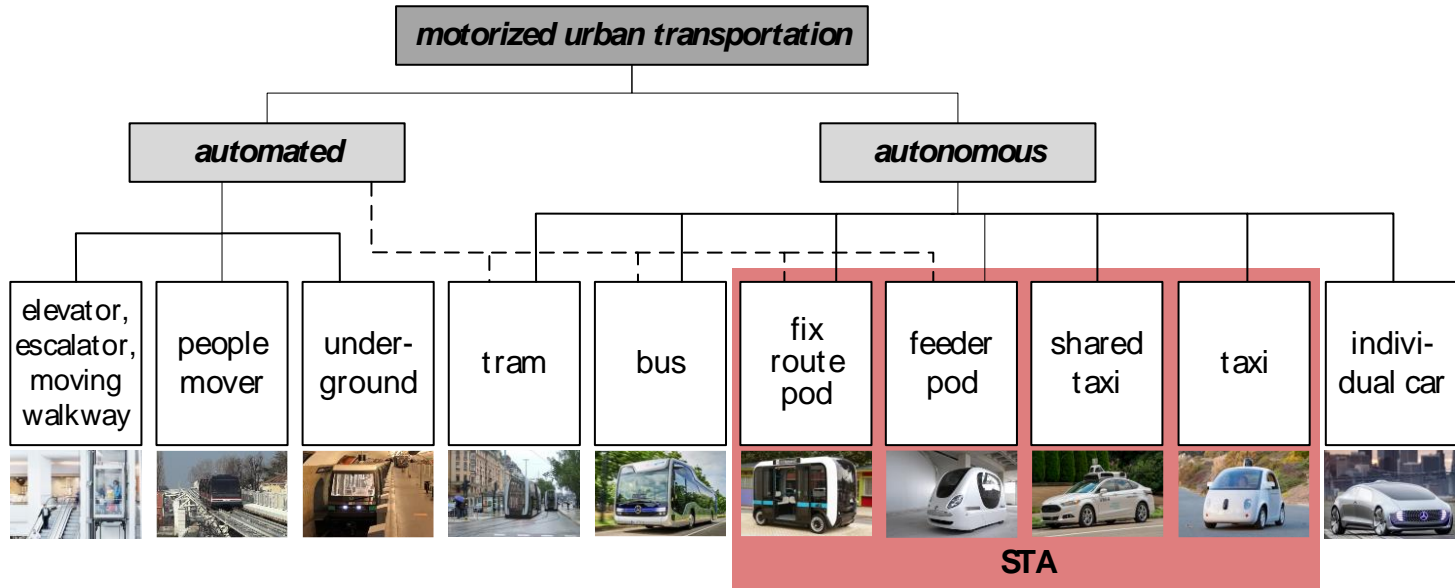 motorized urban transportation
automated
autonomous
elevator,
escalator,
moving
walkway
people
mover
under-
ground
tram
bus
fix
route
pod
feeder
pod
shared
taxi
taxi
indivi-
dual car
STA